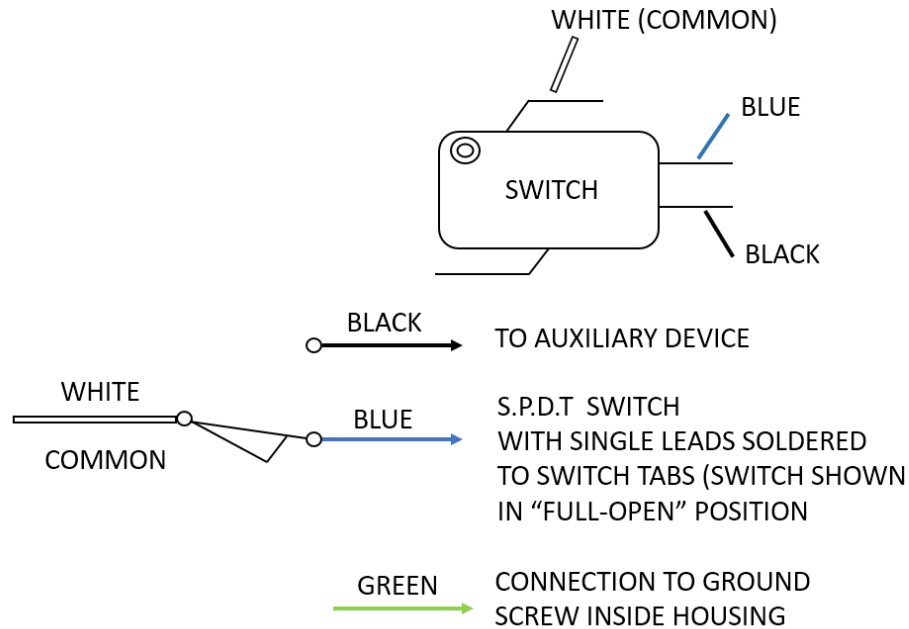 WHITE (COMMON)
BLUE
SWITCH
BLACK
BLACK
TO AUXILIARY DEVICE
WHITE
COMMON
BLUE
S.P.D.T SWITCH
WITH SINGLE LEADS SOLDERED
TO SWITCH TABS (SWITCH SHOWN
IN “FULL-OPEN” POSITION
GREEN
CONNECTION TO GROUND
SCREW INSIDE HOUSING